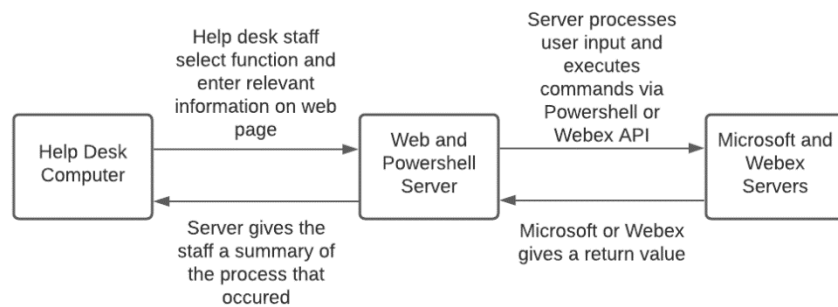 Help desk staff
select function and
enter relevant
information on web
page
Server processes
user input and
executes
commands via
Powershell or
Webex API
Help Desk
Computer
Web and
Powershell
Server
Microsoft and
Webex
Servers
Server gives the
staff a summary of
the process that
occured
Microsoft or Webex
gives a return value